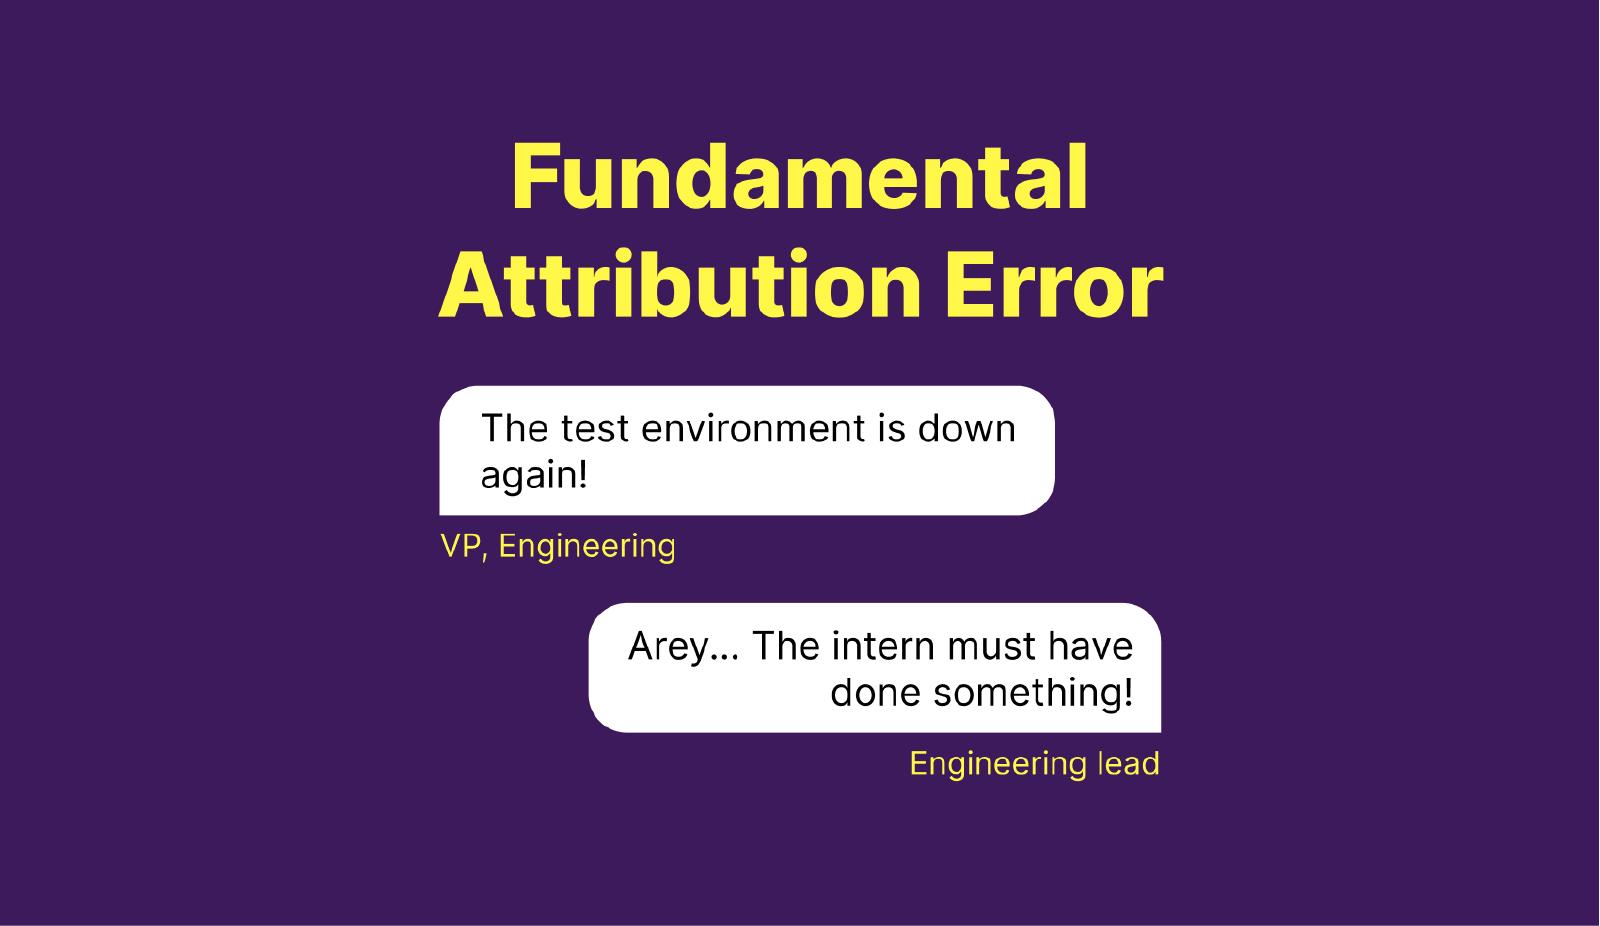 Fundamental
Attribution Error
The test environment is down
again!
VP, Engineering
Arey... The intern must have
done something!
Engineering lead